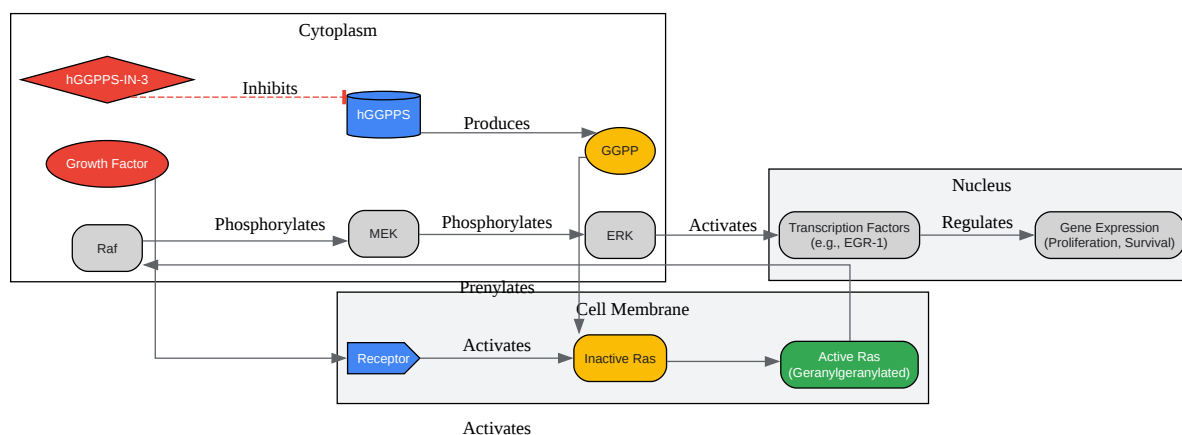 Cytoplasm
hGGPPS-IN-3
Inhibits
hGGPPS
Produces
GGPP
Growth Factor
Raf
Phosphorylates
MEK
Phosphorylates
ERK
Activates
Nucleus
Transcription Factors
(e.g., EGR-1)
Regulates
Gene Expression
(Proliferation, Survival)
Prenylates
Cell Membrane
Receptor
Activates
Inactive Ras
Active Ras
(Geranylgeranylated)
Activates